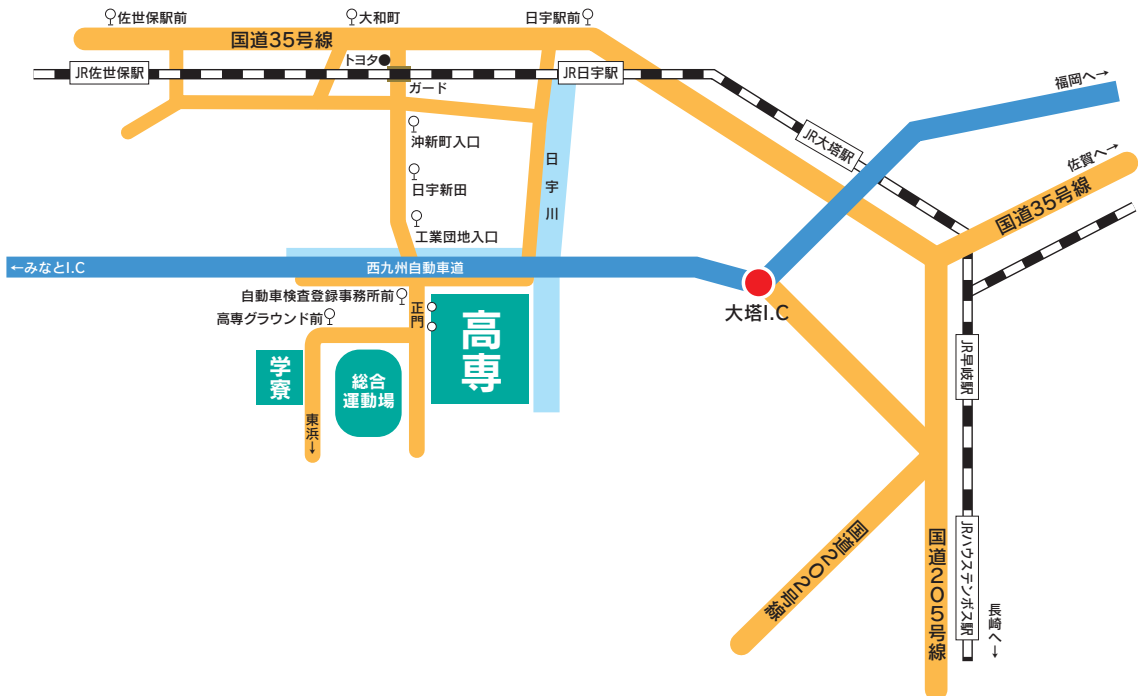 佐世保駅前
大和町
日宇駅前
国道35号線
トヨタ
JR佐世保駅
JR日宇駅
ガード
福岡へ→
沖新町入口
JR大塔駅
佐賀へ→
日宇川
日宇新田
国道35号線
工業団地入口
←みなとI.C
西九州自動車道
自動車検査登録事務所前
正門
高専グラウンド前
大塔I.C
高専
学寮
総合
運動場
JR早岐駅
東浜→
国道202号線
国道205号線
JRハウステンボス駅
長崎へ→